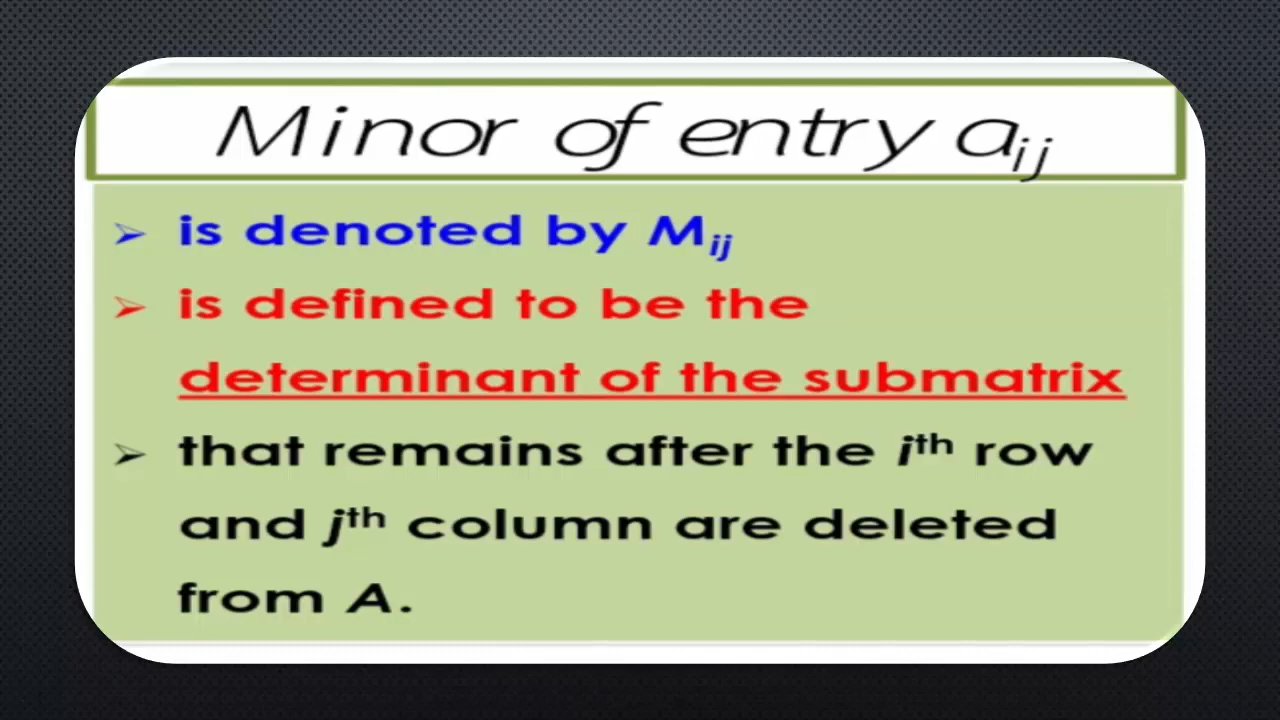 Minor of entry aij
➢ is denoted by Mij
➢ is defined to be the
determinant of the submatrix
➢ that remains after the ith row
and jth column are deleted
from A.